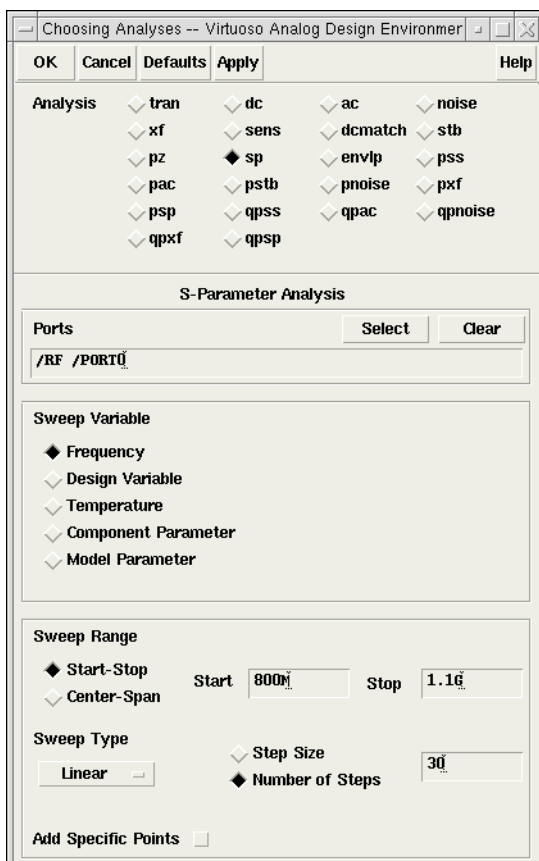 Choosing Analyses -- Virtuoso Analog Design Environmer
OK Cancel Defaults Apply Help
Analysis tran dc ac noise
xf sens dcmatch stb
pz sp envlp pss
pac pstb pnoise pxf
psp qpss qpac qpnoise
qpxf qpsp
S-Parameter Analysis
Ports Select Clear
/RF /PORT0
Sweep Variable
Frequency
Design Variable
Temperature
Component Parameter
Model Parameter
Sweep Range
Start-Stop Start 800M Stop 1.1G
Center-Span
Sweep Type
Linear Step Size
Number of Steps 30
Add Specific Points